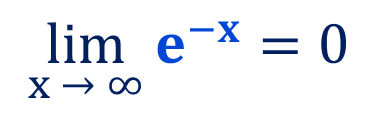 lim e⁻ˣ = 0
x → ∞